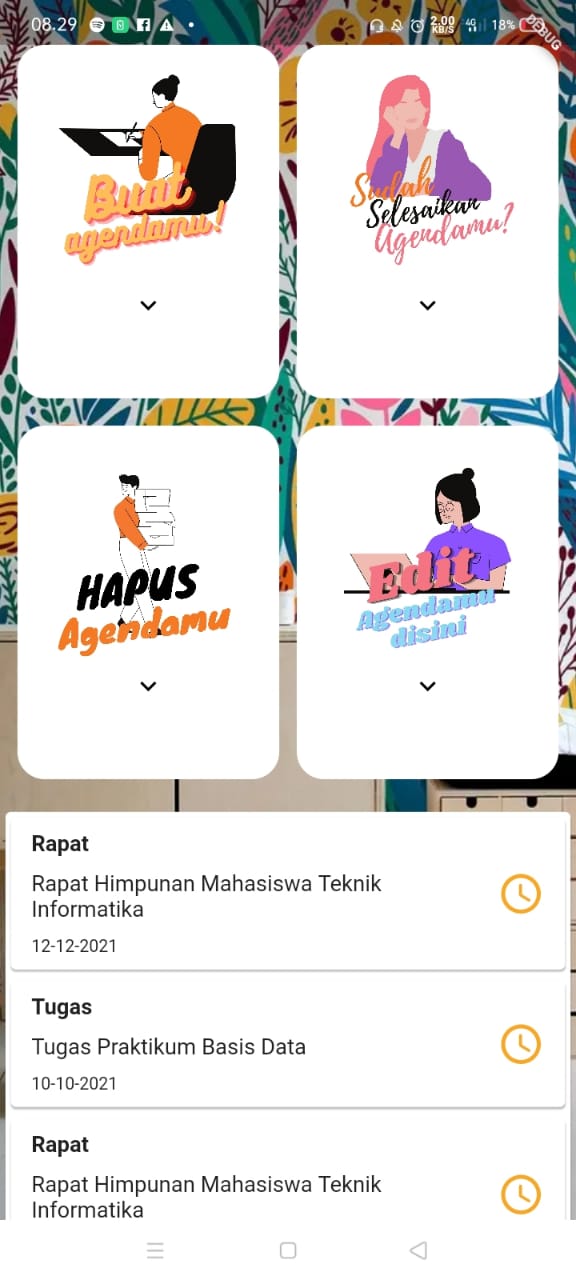 08.29
2.00
KB/S
4G
18%
DEBUG
Buat
agendamu!
Sudah
Selesaikan
Agendamu?
HAPUS
Agendamu
Edit
Agendamu
disini
Rapat
Rapat Himpunan Mahasiswa Teknik
Informatika
12-12-2021
Tugas
Tugas Praktikum Basis Data
10-10-2021
Rapat
Rapat Himpunan Mahasiswa Teknik
Informatika